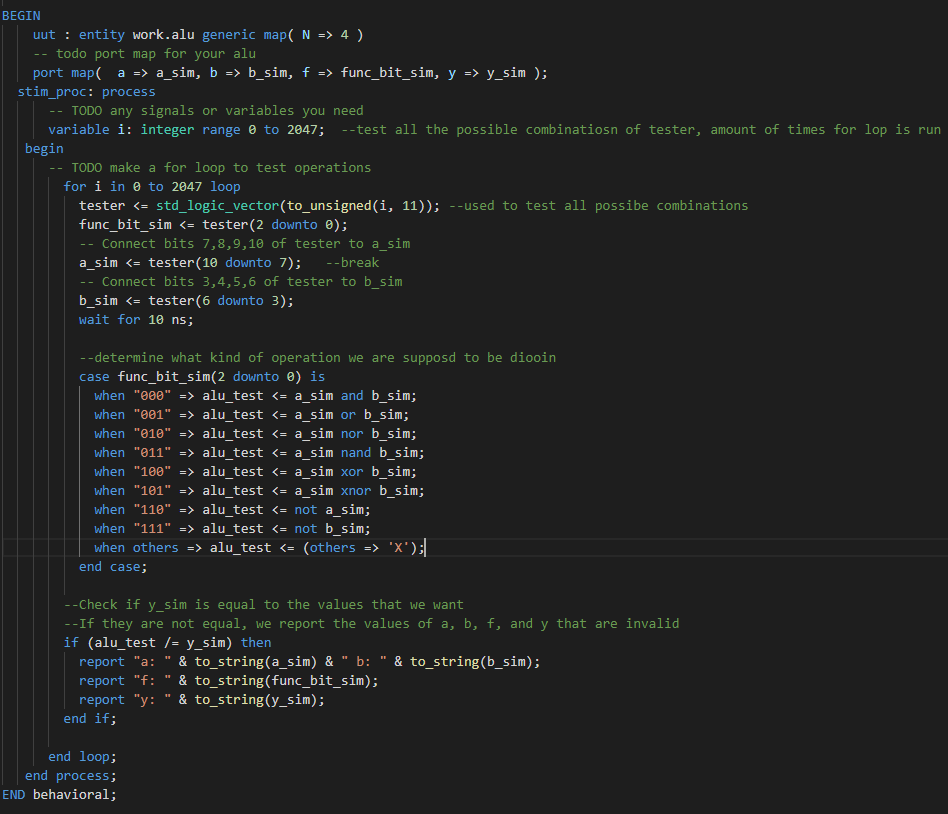 BEGIN
uut : entity work.alu generic map( N => 4 )
-- todo port map for your alu
port map(  a => a_sim, b => b_sim, f => func_bit_sim, y => y_sim );
stim_proc: process
-- TODO any signals or variables you need
variable i: integer range 0 to 2047;  --test all the possible combinatiosn of tester, amount of times for lop is run
begin
-- TODO make a for loop to test operations
for i in 0 to 2047 loop
tester <= std_logic_vector(to_unsigned(i, 11)); --used to test all possibe combinations
func_bit_sim <= tester(2 downto 0);
-- Connect bits 7,8,9,10 of tester to a_sim
a_sim <= tester(10 downto 7);   --break
-- Connect bits 3,4,5,6 of tester to b_sim
b_sim <= tester(6 downto 3);
wait for 10 ns;
--determine what kind of operation we are supposd to be diooin
case func_bit_sim(2 downto 0) is
when "000" => alu_test <= a_sim and b_sim;
when "001" => alu_test <= a_sim or b_sim;
when "010" => alu_test <= a_sim nor b_sim;
when "011" => alu_test <= a_sim nand b_sim;
when "100" => alu_test <= a_sim xor b_sim;
when "101" => alu_test <= a_sim xnor b_sim;
when "110" => alu_test <= not a_sim;
when "111" => alu_test <= not b_sim;
when others => alu_test <= (others => 'X');
end case;
--Check if y_sim is equal to the values that we want
--If they are not equal, we report the values of a, b, f, and y that are invalid
if (alu_test /= y_sim) then
report "a: " & to_string(a_sim) & " b: " & to_string(b_sim);
report "f: " & to_string(func_bit_sim);
report "y: " & to_string(y_sim);
end if;
end loop;
end process;
END behavioral;